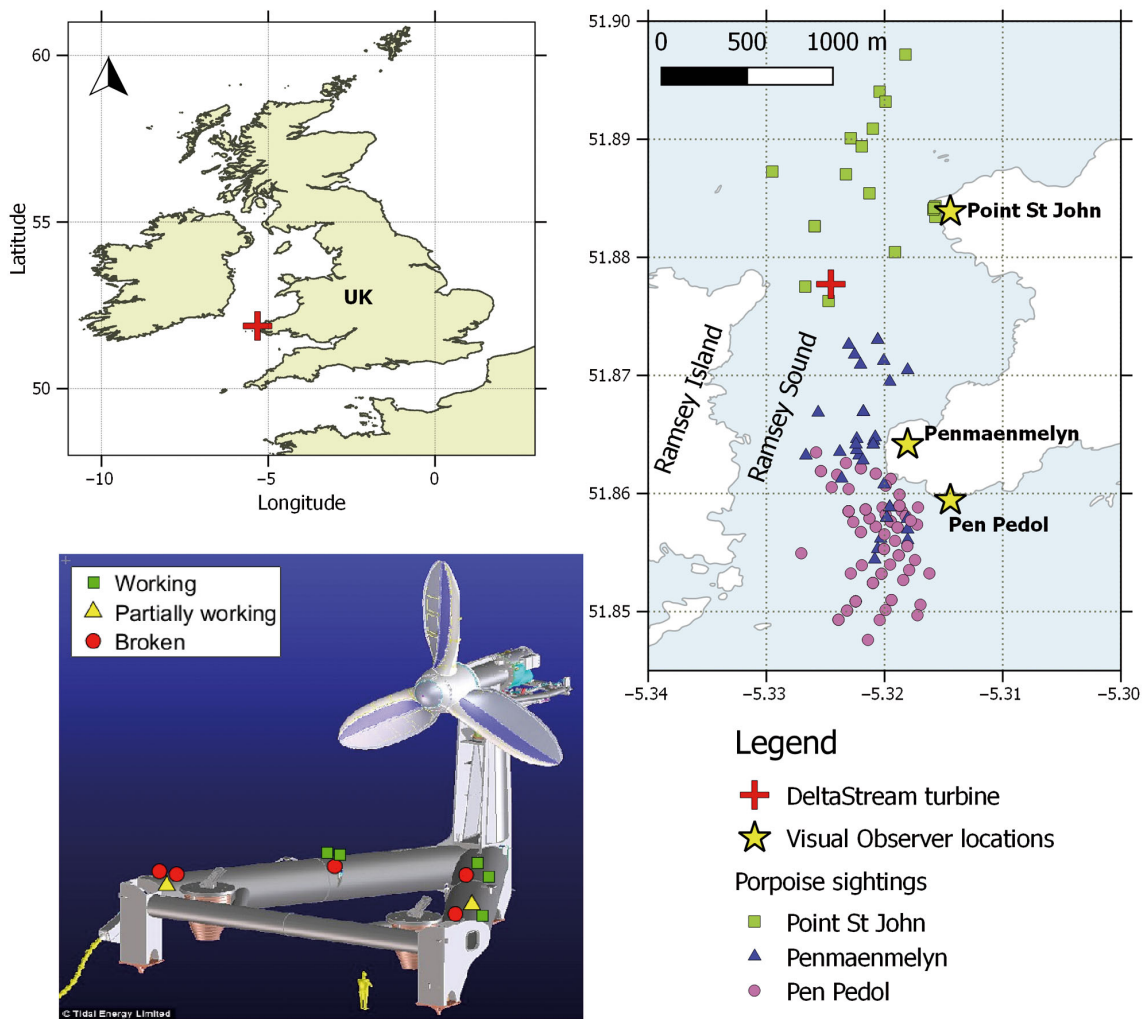 60
55
50
Latitude
−10
−5
0
Longitude
UK
Working
Partially working
Broken
© Tidal Energy Limited
0
500
1000 m
51.90
51.89
51.88
51.87
51.86
51.85
−5.34
−5.33
−5.32
−5.31
−5.30
Point St John
Penmaenmelyn
Pen Pedol
Ramsey Island
Ramsey Sound
Legend
DeltaStream turbine
Visual Observer locations
Porpoise sightings
Point St John
Penmaenmelyn
Pen Pedol